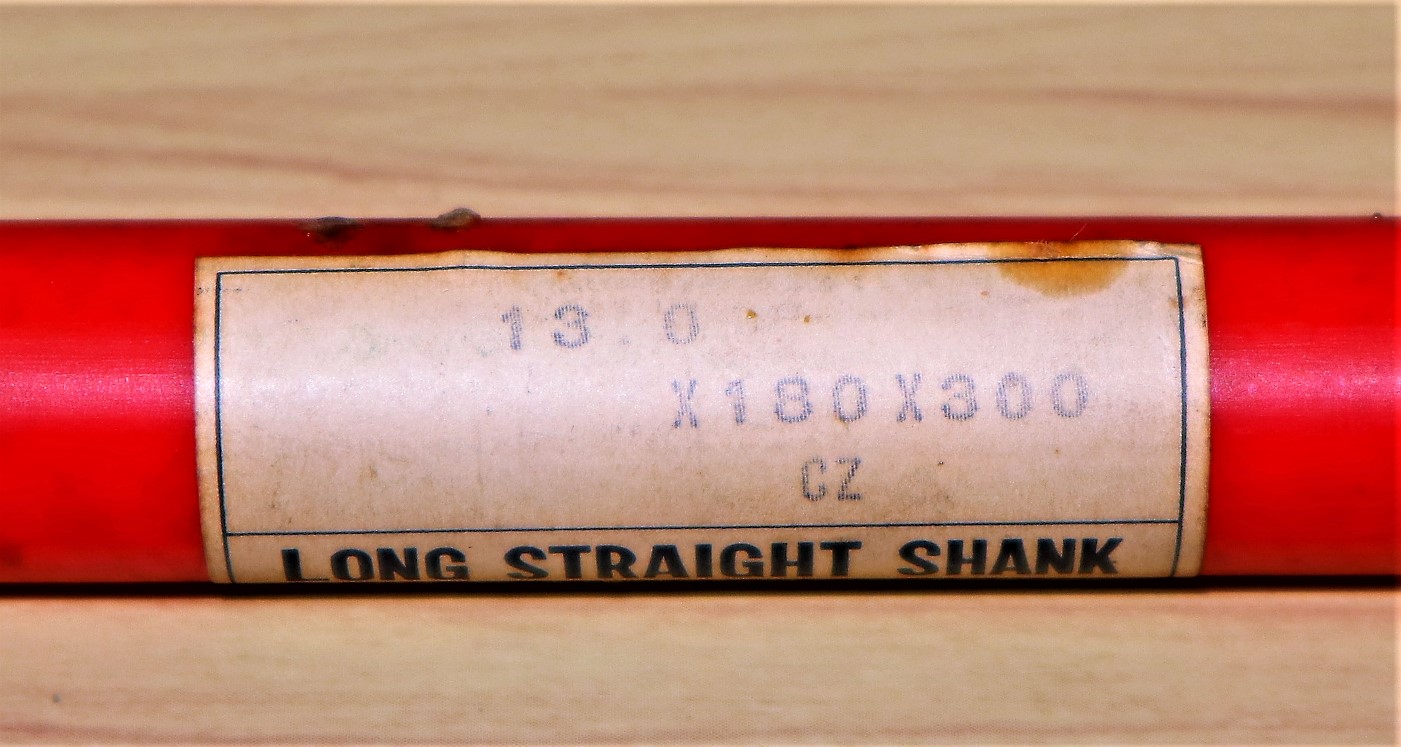 13.0
X180X300
CZ
LONG STRAIGHT SHANK